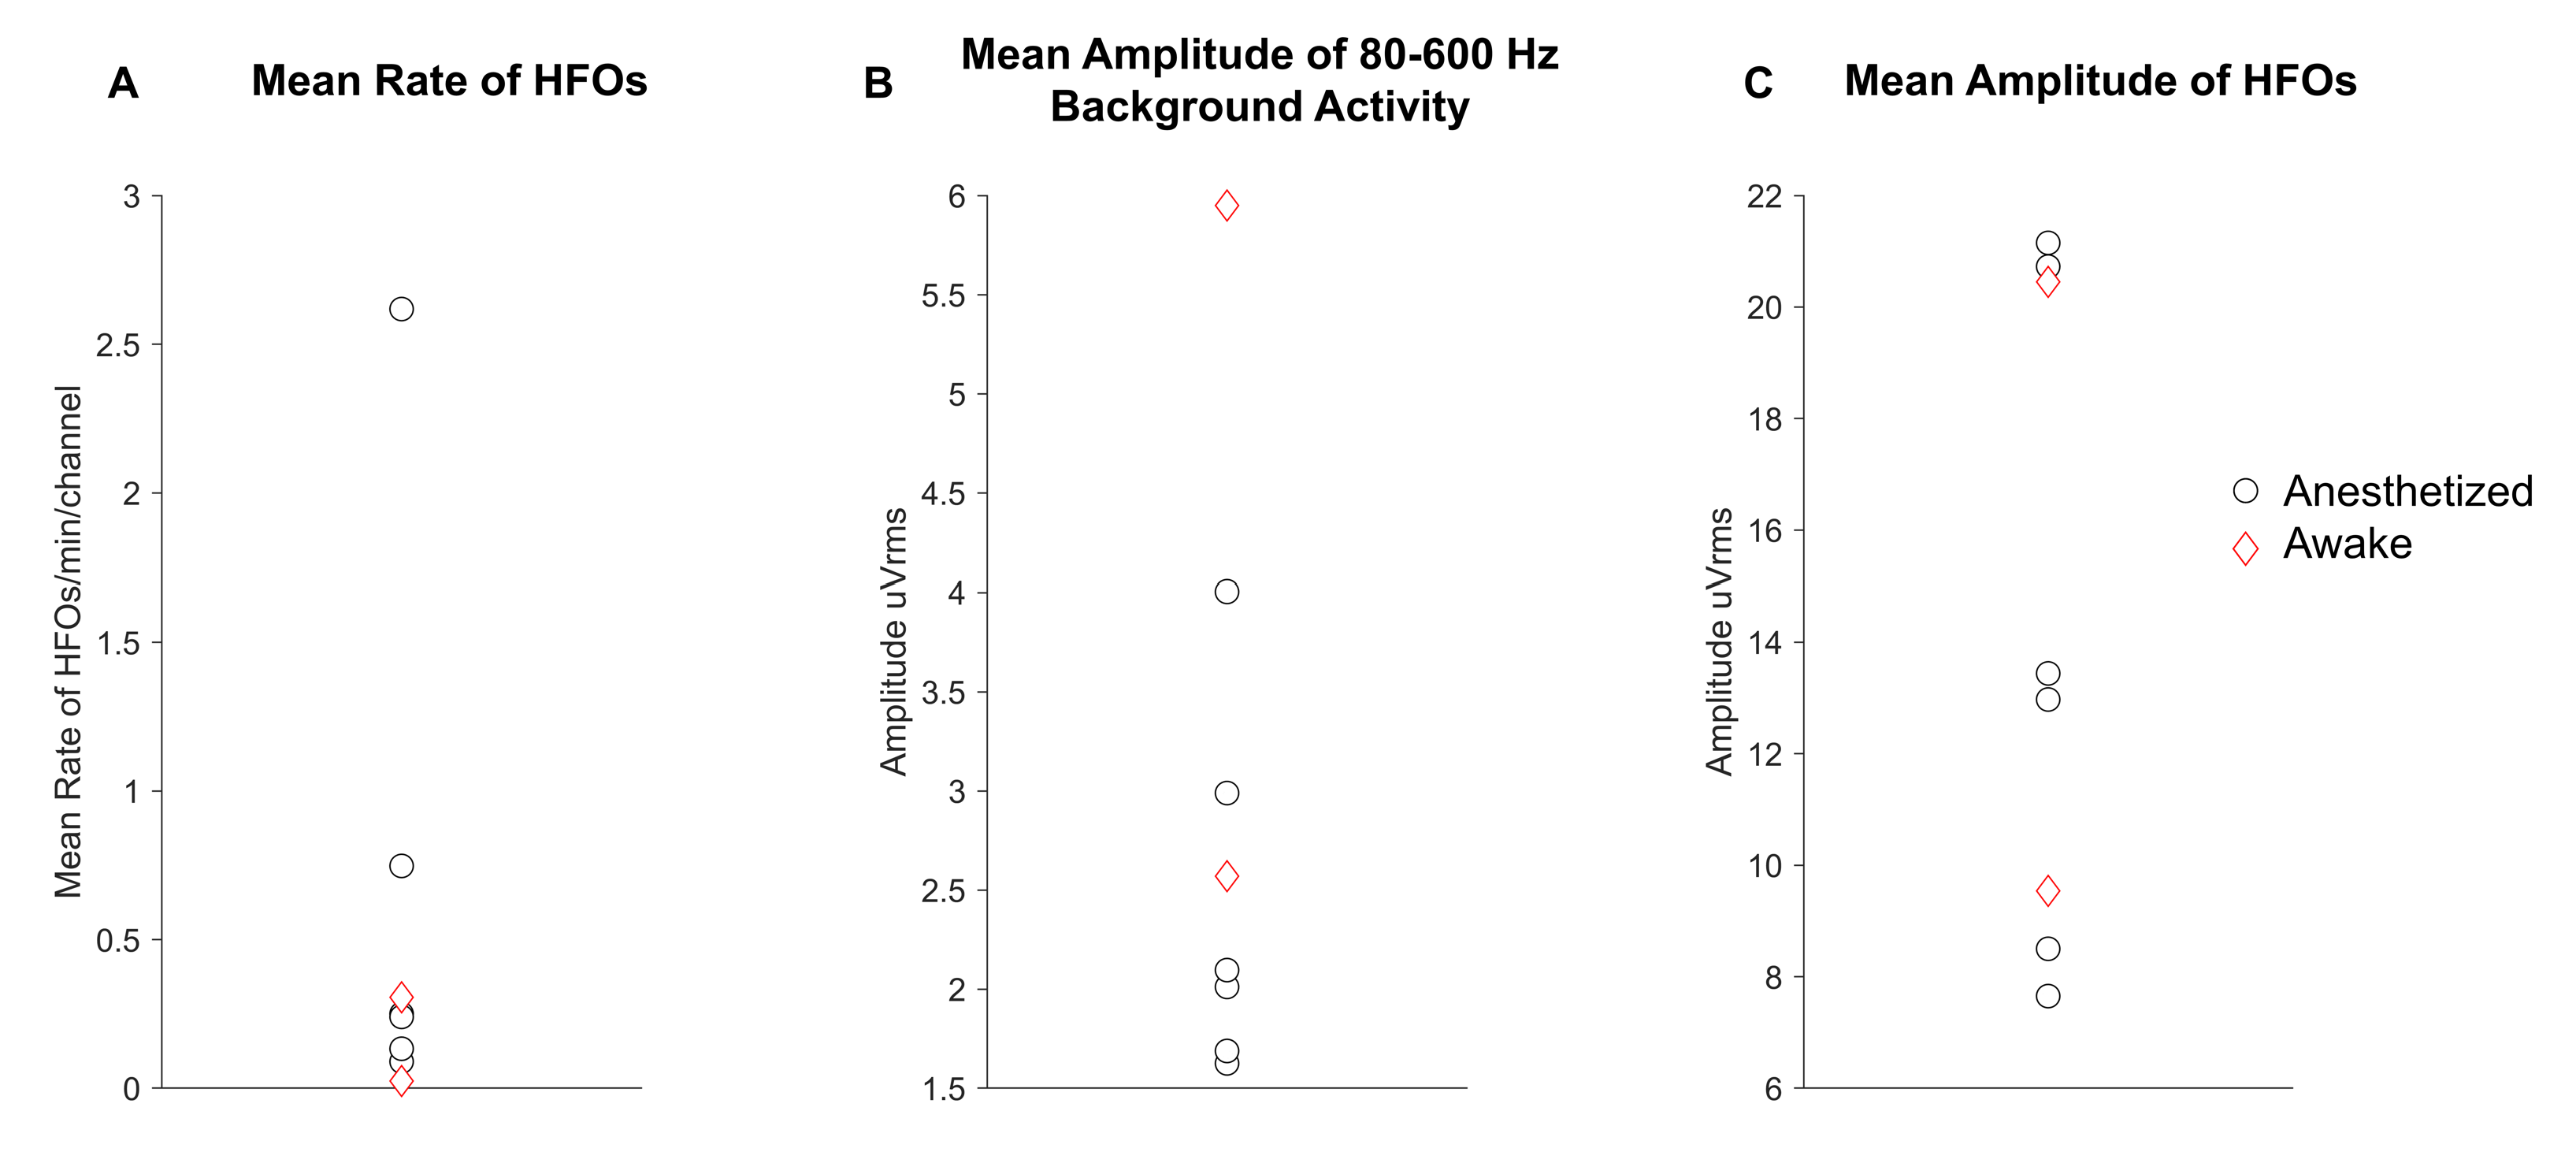 A Mean Rate of HFOs
3
2.5
2
1.5
1
0.5
0
Mean Rate of HFOs/min/channel
B Mean Amplitude of 80-600 Hz
Background Activity
6
5.5
5
4.5
4
3.5
3
2.5
2
1.5
Amplitude uVrms
C Mean Amplitude of HFOs
22
20
18
16
14
12
10
8
6
Amplitude uVrms
Anesthetized
Awake